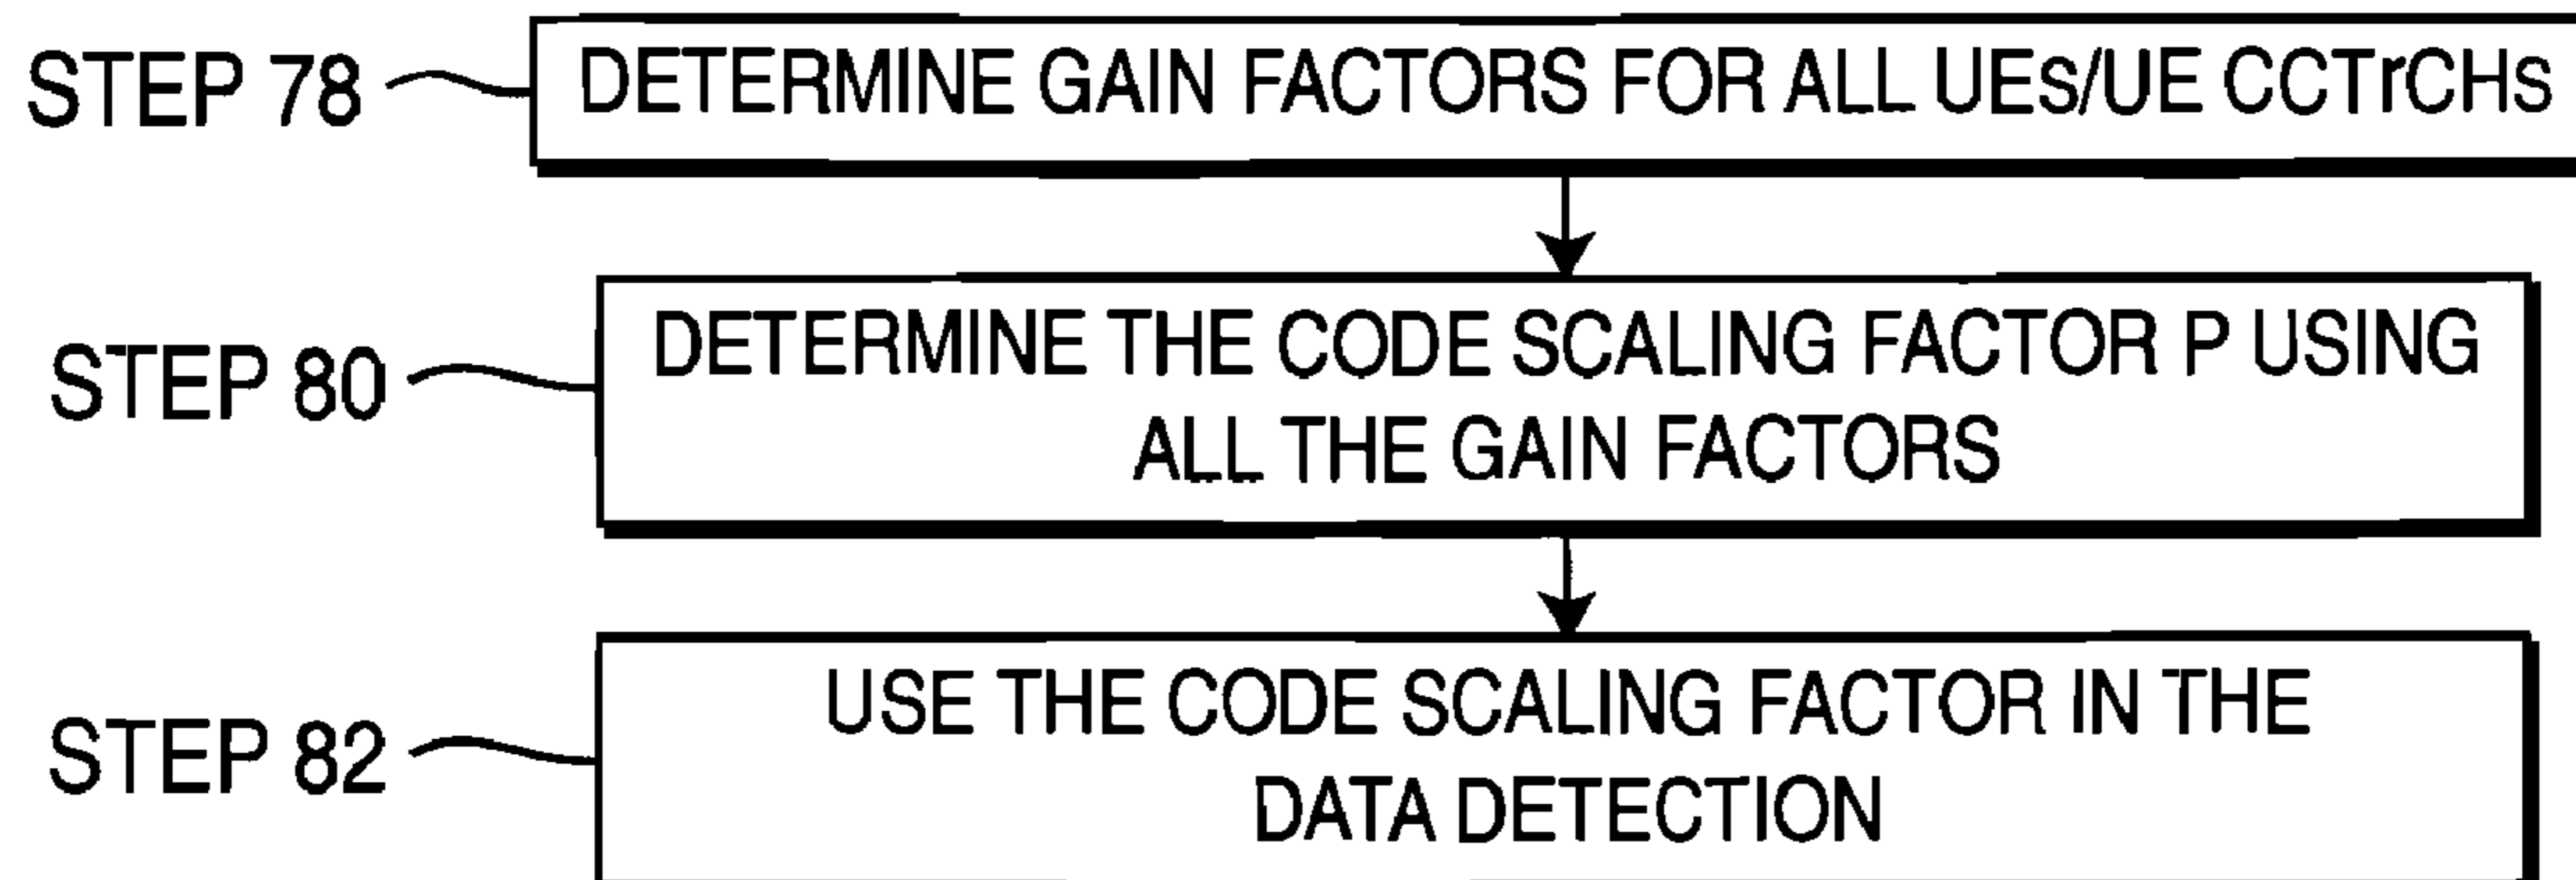 STEP 78
DETERMINE GAIN FACTORS FOR ALL UEs/UE CCTrCHs
STEP 80
DETERMINE THE CODE SCALING FACTOR P USING
ALL THE GAIN FACTORS
STEP 82
USE THE CODE SCALING FACTOR IN THE
DATA DETECTION